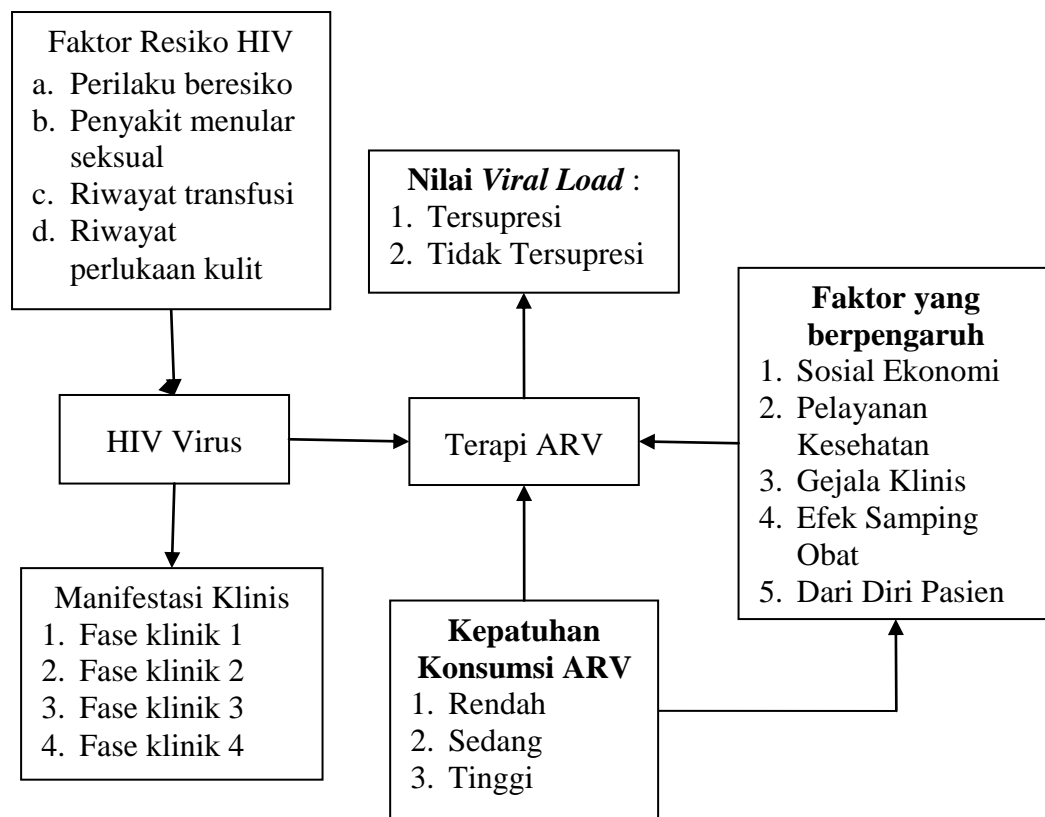 Faktor Resiko HIV
a. Perilaku beresiko
b. Penyakit menular
seksual
c. Riwayat transfusi
d. Riwayat
perlukaan kulit
Nilai Viral Load :
1. Tersupresi
2. Tidak Tersupresi
Faktor yang
berpengaruh
1. Sosial Ekonomi
2. Pelayanan
Kesehatan
3. Gejala Klinis
4. Efek Samping
Obat
5. Dari Diri Pasien
HIV Virus
Terapi ARV
Manifestasi Klinis
1. Fase klinik 1
2. Fase klinik 2
3. Fase klinik 3
4. Fase klinik 4
Kepatuhan
Konsumsi ARV
1. Rendah
2. Sedang
3. Tinggi